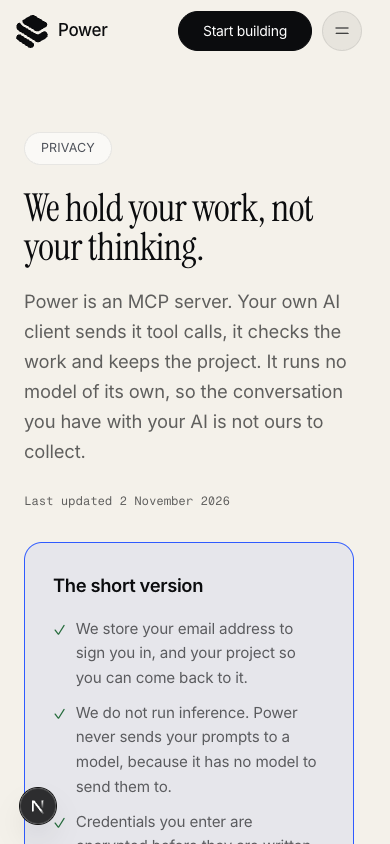 Power
Start building
PRIVACY
We hold your work, not
your thinking.
Power is an MCP server. Your own AI
client sends it tool calls, it checks the
work and keeps the project. It runs no
model of its own, so the conversation
you have with your AI is not ours to
collect.
Last updated 2 November 2026
The short version
We store your email address to
sign you in, and your project so
you can come back to it.
We do not run inference. Power
never sends your prompts to a
model, because it has no model to
send them to.
N
Credentials you enter are
encrypted before they are written